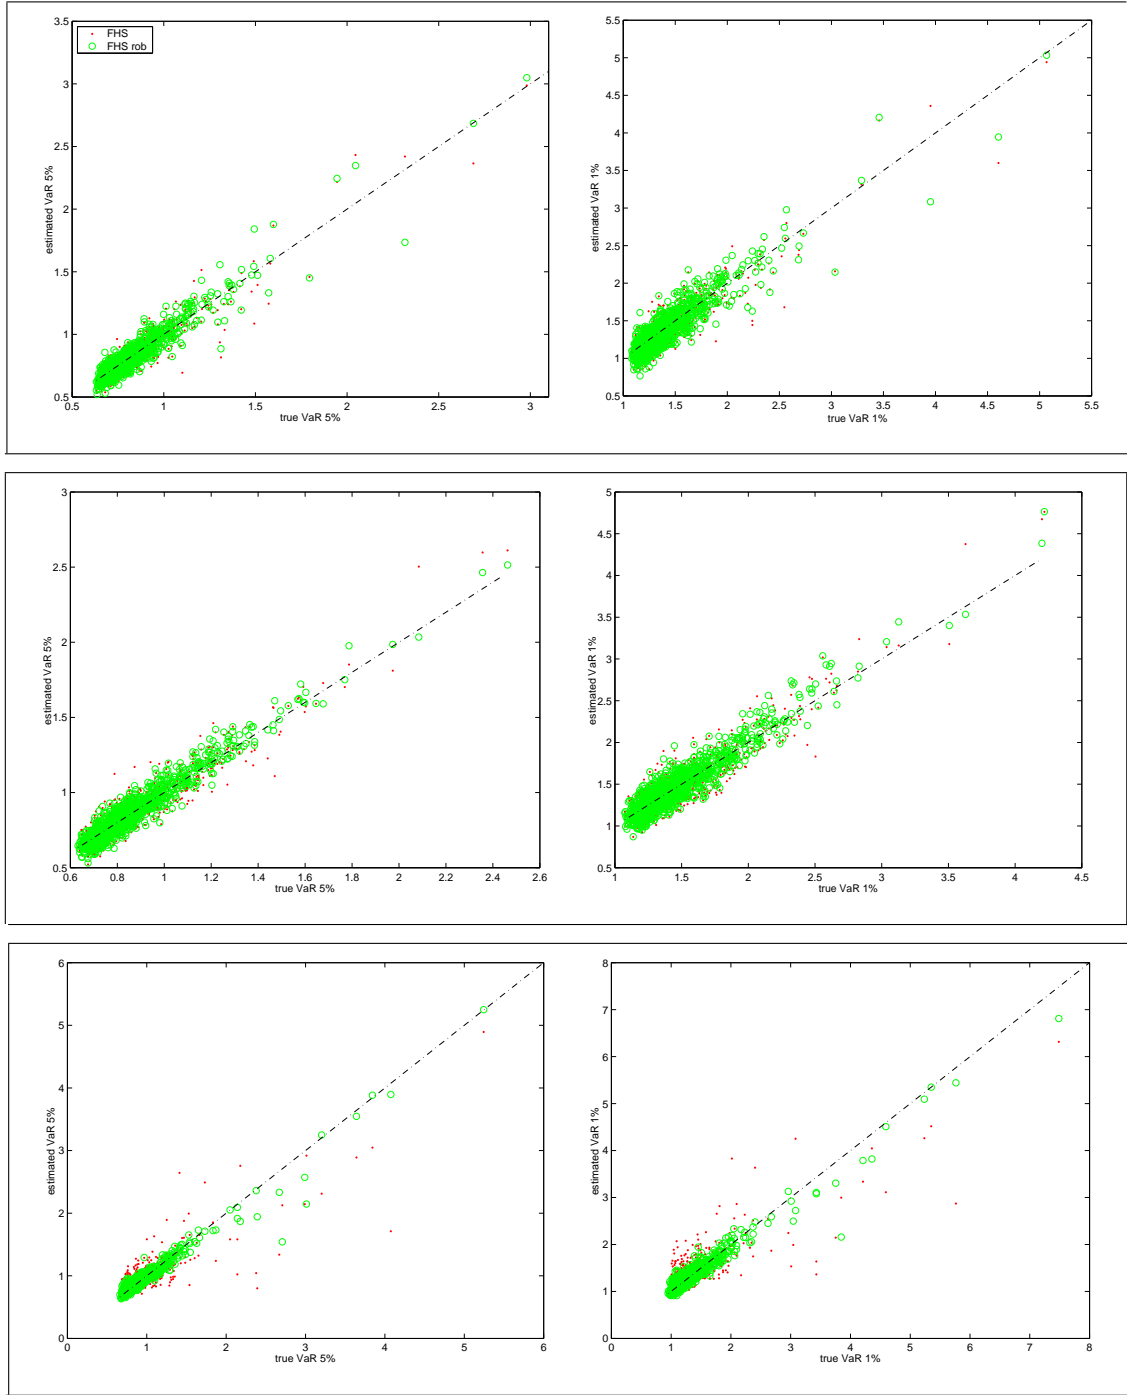 3.5
3
2.5
2
1.5
1
0.5
0.5 1 1.5 2 2.5 3
estimated VaR 5%
true VaR 5%
FHS
FHS rob
5.5
5
4.5
4
3.5
3
2.5
2
1.5
1
0.5
1 1.5 2 2.5 3 3.5 4 4.5 5 5.5
estimated VaR 1%
true VaR 1%
3
2.5
2
1.5
1
0.5
0.6 0.8 1 1.2 1.4 1.6 1.8 2 2.2 2.4 2.6
estimated VaR 5%
true VaR 5%
5
4.5
4
3.5
3
2.5
2
1.5
1
0.5
1 1.5 2 2.5 3 3.5 4 4.5
estimated VaR 1%
true VaR 1%
6
5
4
3
2
1
0
0 1 2 3 4 5 6
estimated VaR 5%
true VaR 5%
8
7
6
5
4
3
2
1
0
0 1 2 3 4 5 6 7 8
estimated VaR 1%
true VaR 1%